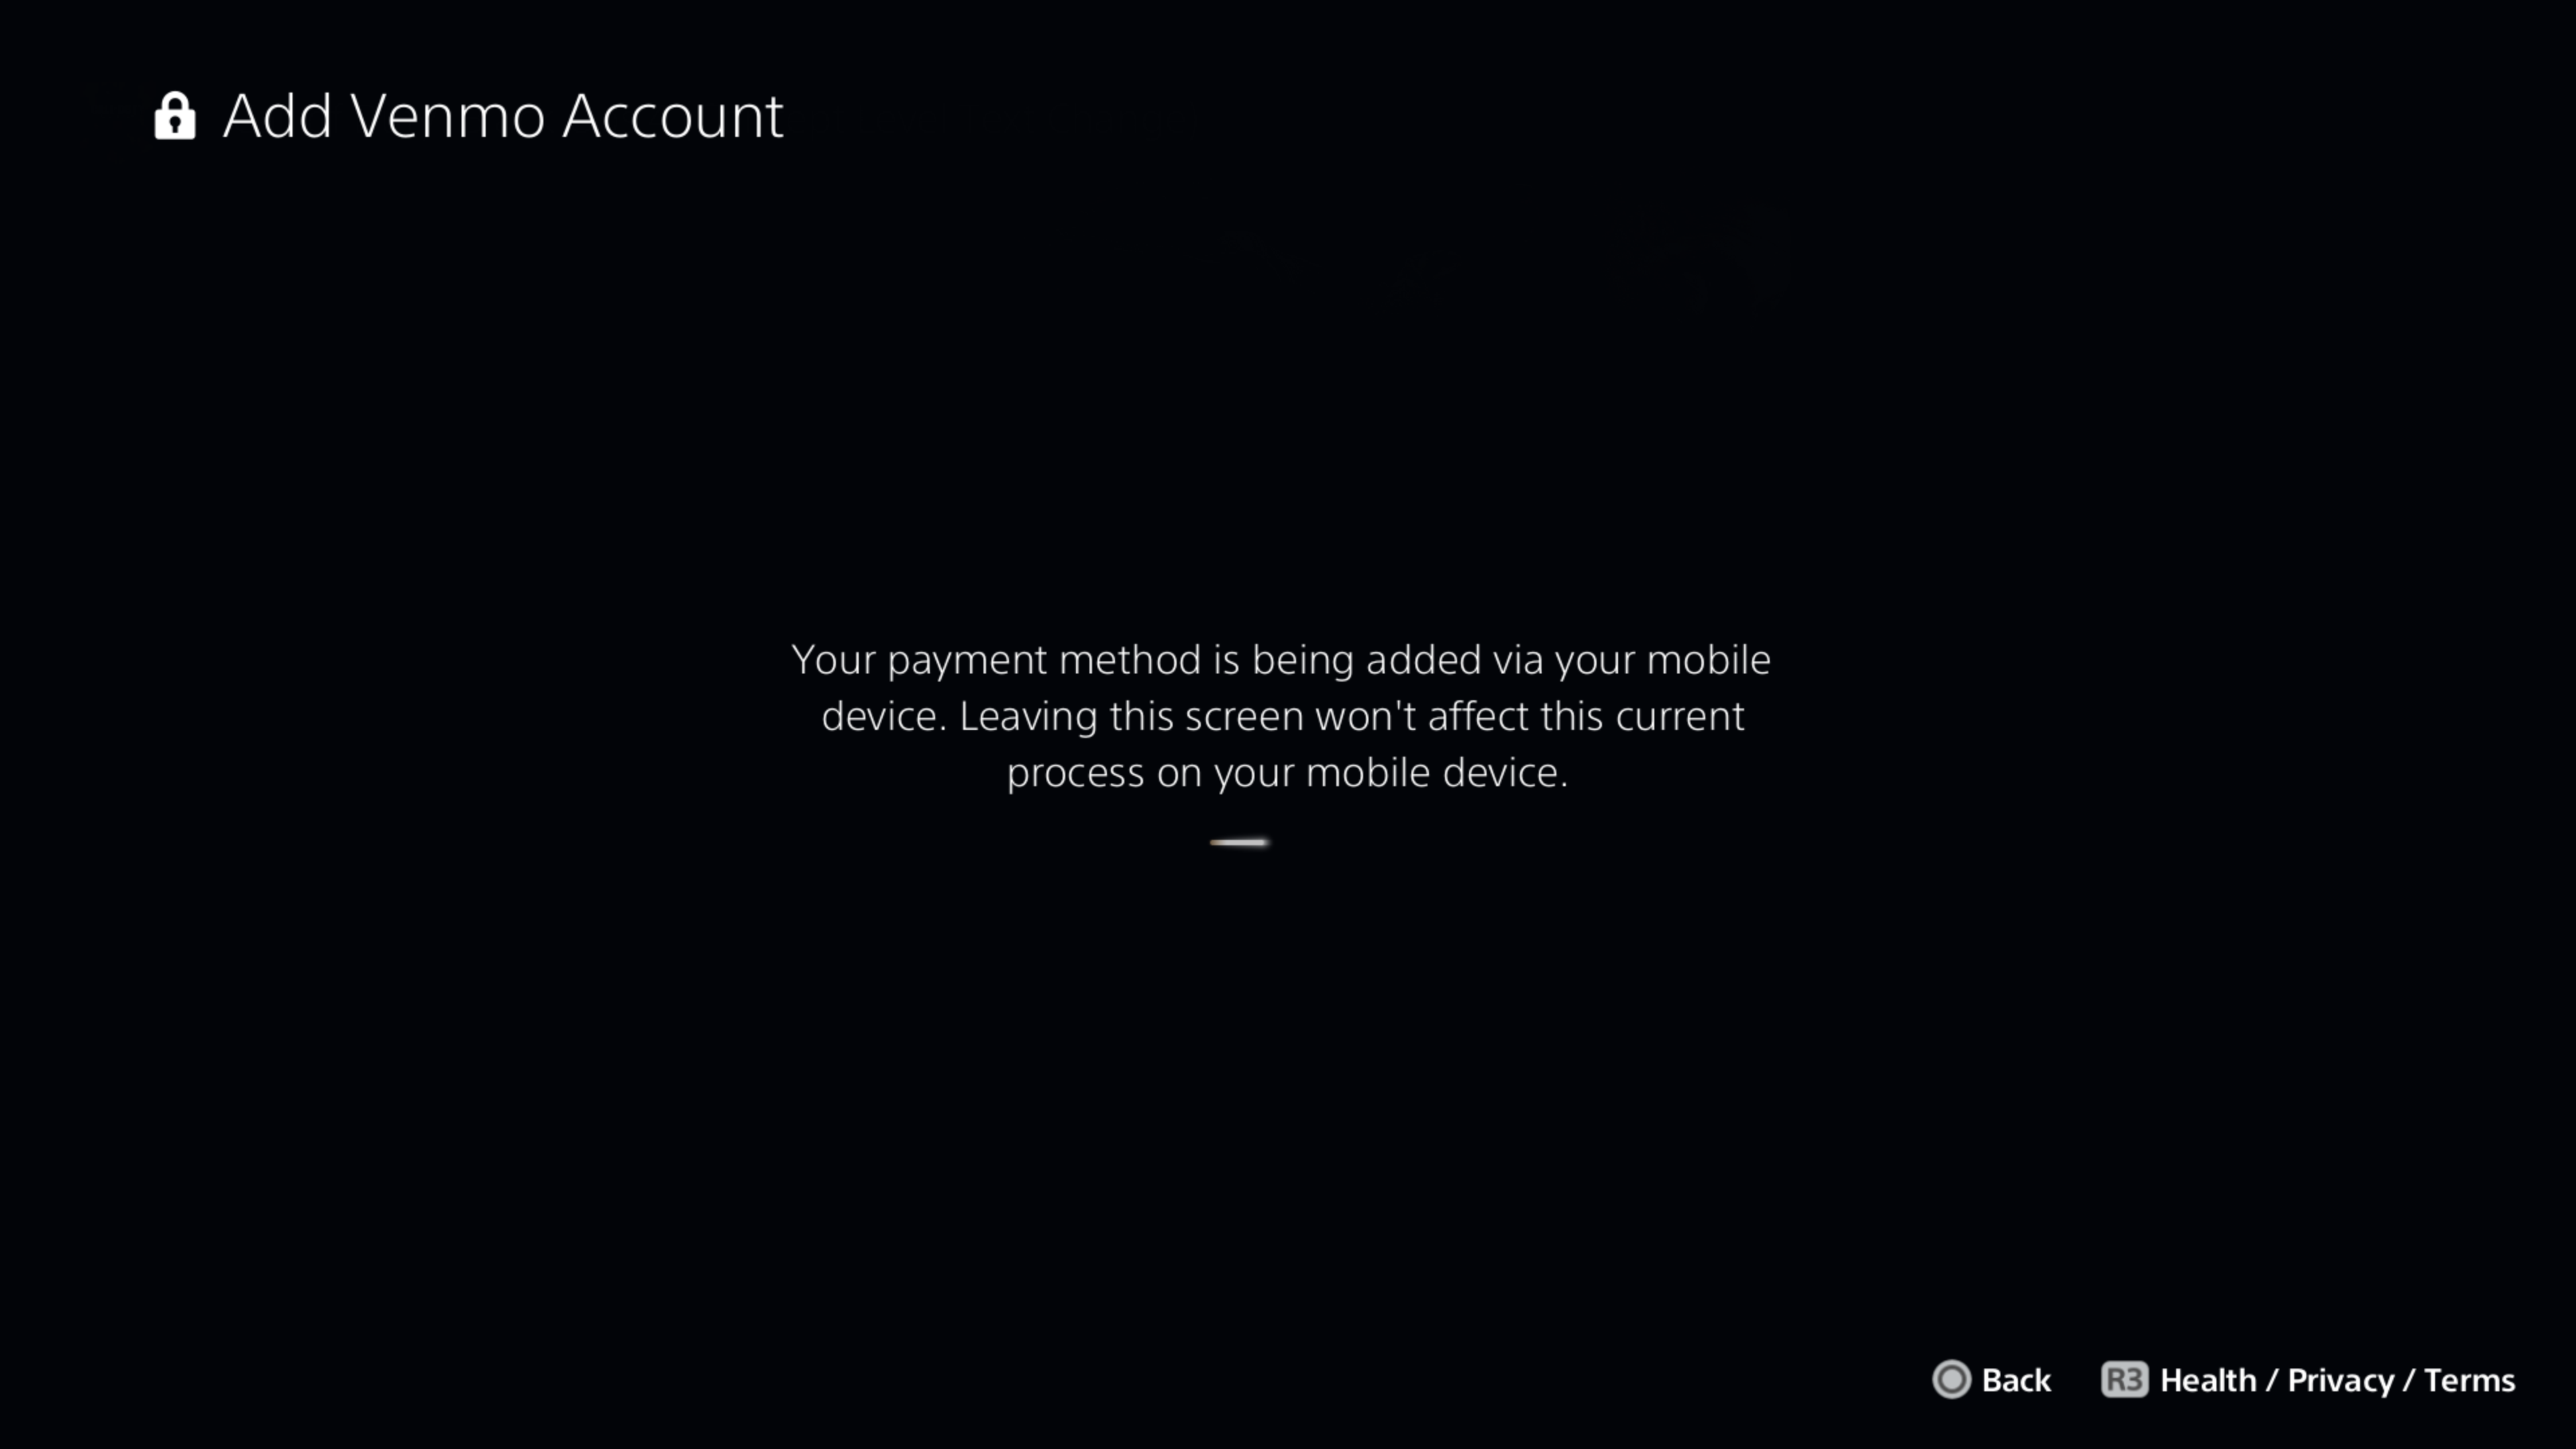 Add Venmo Account
Your payment method is being added via your mobile
device. Leaving this screen won't affect this current
process on your mobile device.
Back
R3 Health / Privacy / Terms